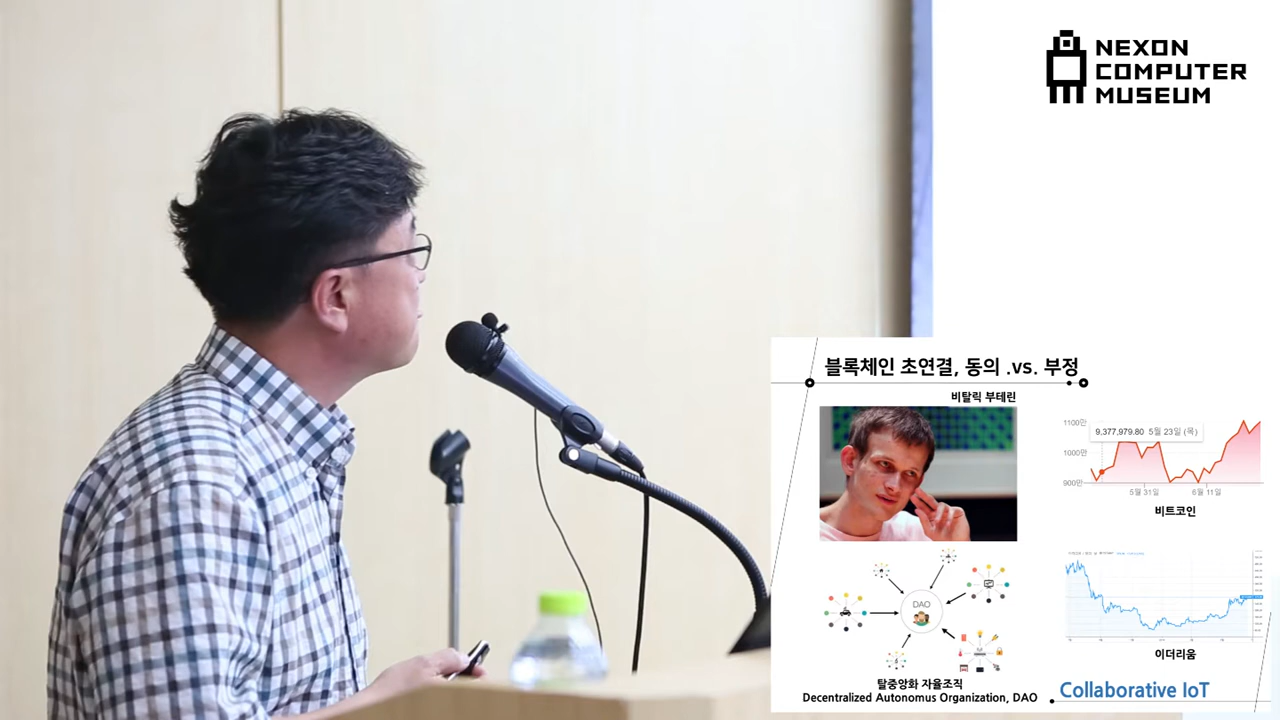 NEXON
COMPUTER
MUSEUM
블록체인 초연결, 동의 .vs. 부정
비탈릭 부테린
1100만
9,377,979.80 5월 23일 (목)
1000만
900만
5월 31일
6월 11일
비트코인
DAO
이더리움
탈중앙화 자율조직
Decentralized Autonomus Organization, DAO
Collaborative IoT